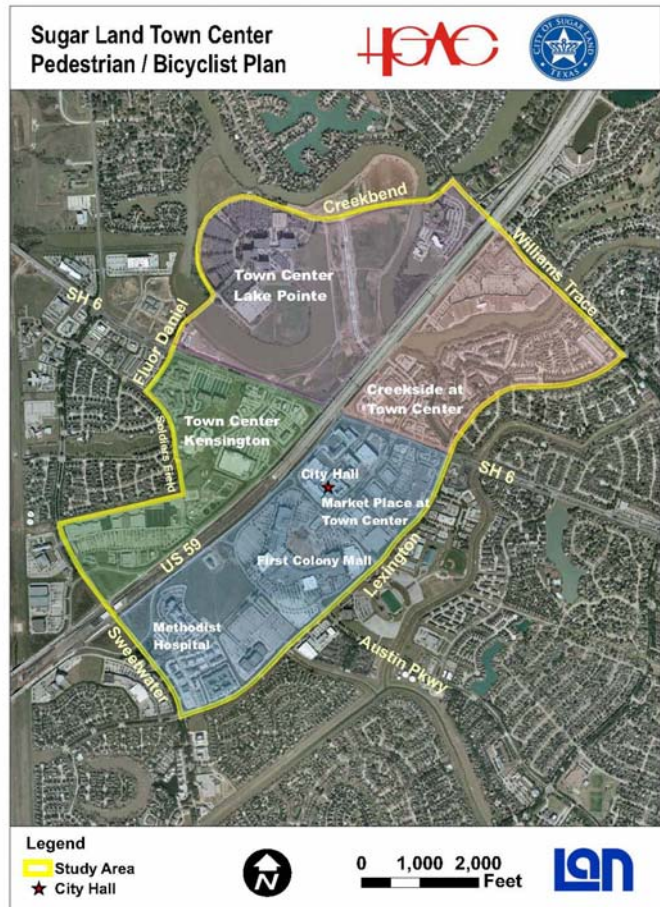 Sugar Land Town Center
Pedestrian / Bicyclist Plan
HGAC
CITY OF SUGAR LAND
TEXAS
Creekbend
Williams Trace
Town Center
Lake Pointe
SH 6
Fluor Daniel
Soldiers Field
Town Center
Kensington
Creekside at
Town Center
City Hall
Market Place at
Town Center
SH 6
US 59
First Colony Mall
Lexington
Methodist
Hospital
Sweetwater
Austin Pkwy
Legend
Study Area
City Hall
N
0 1,000 2,000
Feet
Lan